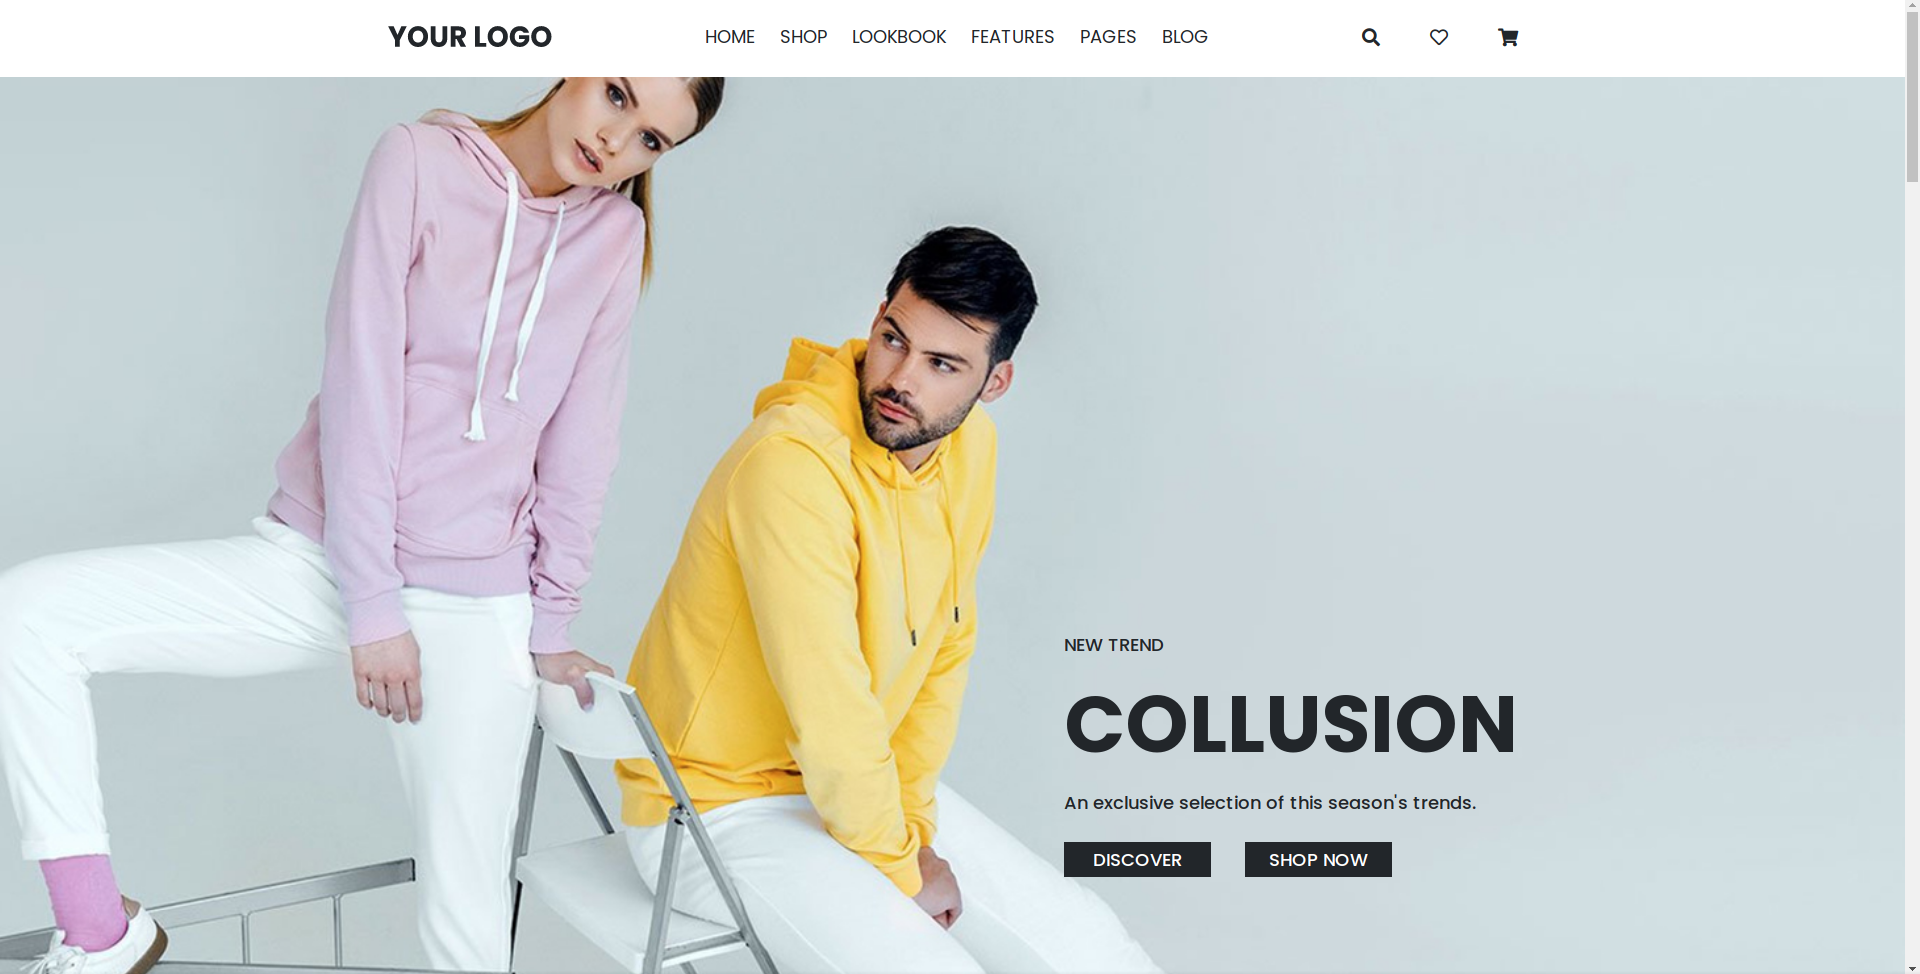 YOUR LOGO
HOME SHOP LOOKBOOK FEATURES PAGES BLOG
NEW TREND
COLLUSION
An exclusive selection of this season's trends.
DISCOVER SHOP NOW